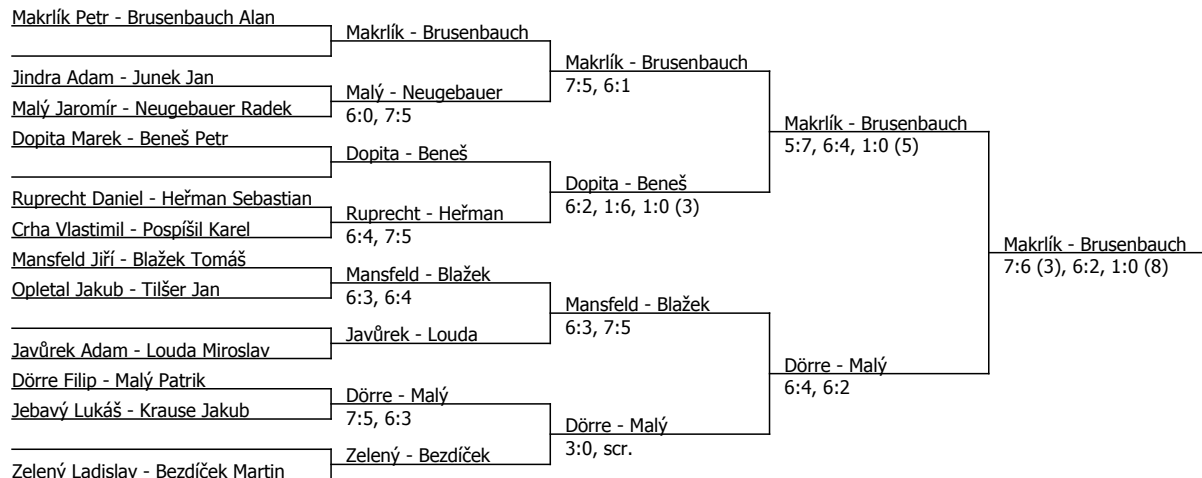 Makrlík Petr - Brusenbauch Alan
Makrlík - Brusenbauch
Makrlík - Brusenbauch
7:5, 6:1
Jindra Adam - Junek Jan
Malý - Neugebauer
6:0, 7:5
Malý Jaromír - Neugebauer Radek
Makrlík - Brusenbauch
5:7, 6:4, 1:0 (5)
Dopita Marek - Beneš Petr
Dopita - Beneš
Dopita - Beneš
6:2, 1:6, 1:0 (3)
Ruprecht Daniel - Heřman Sebastian
Ruprecht - Heřman
6:4, 7:5
Crha Vlastimil - Pospíšil Karel
Makrlík - Brusenbauch
7:6 (3), 6:2, 1:0 (8)
Mansfeld Jiří - Blažek Tomáš
Mansfeld - Blažek
6:3, 6:4
Opletal Jakub - Tilšer Jan
Mansfeld - Blažek
6:3, 7:5
Javůrek - Louda
Javůrek Adam - Louda Miroslav
Dörre - Malý
6:4, 6:2
Dörre Filip - Malý Patrik
Dörre - Malý
7:5, 6:3
Jebavý Lukáš - Krause Jakub
Dörre - Malý
3:0, scr.
Zelený - Bezdíček
Zelený Ladislav - Bezdíček Martin